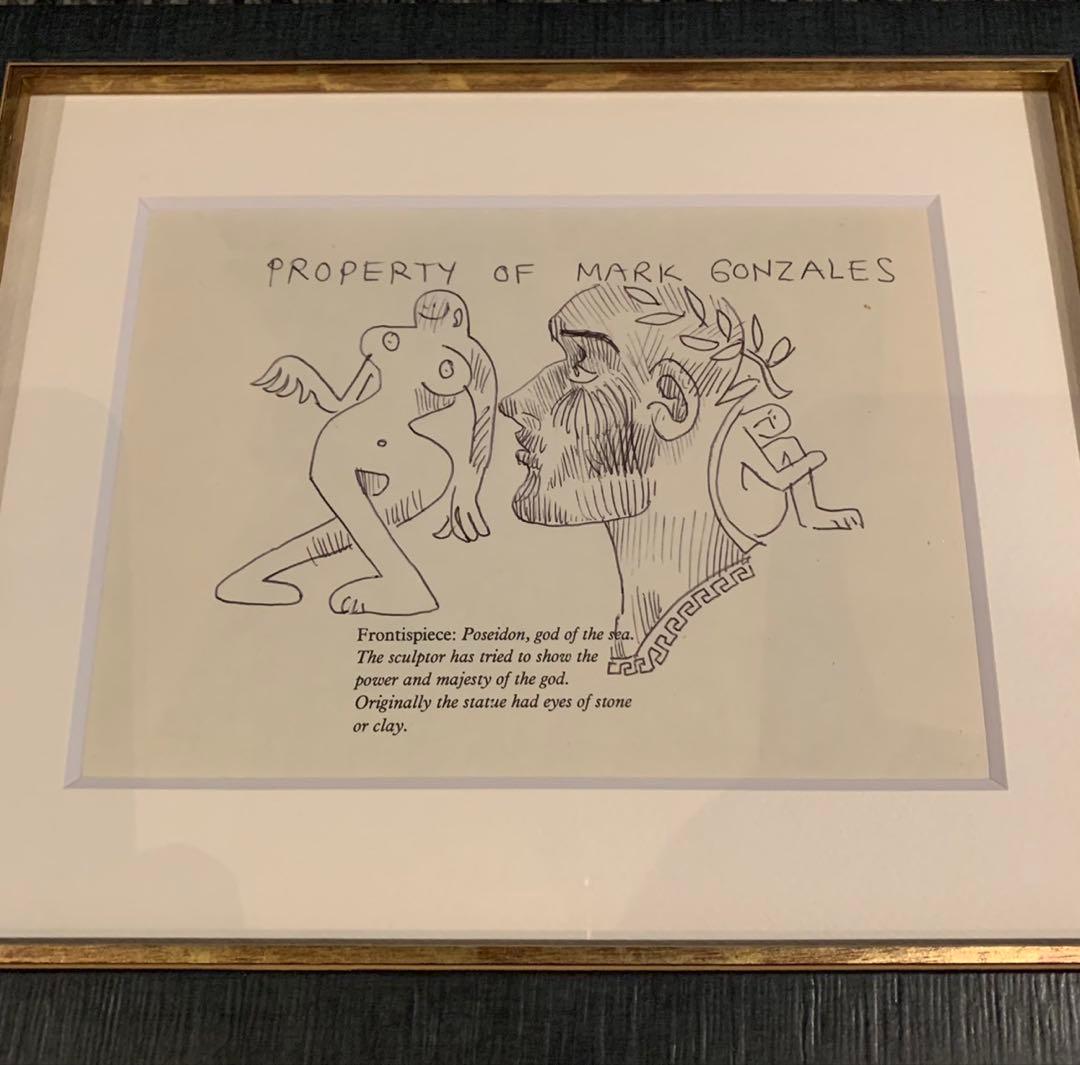 PROPERTY OF MARK GONZALES
Frontispiece: Poseidon, god of the sea.
The sculptor has tried to show the
power and majesty of the god.
Originally the statue had eyes of stone
or clay.